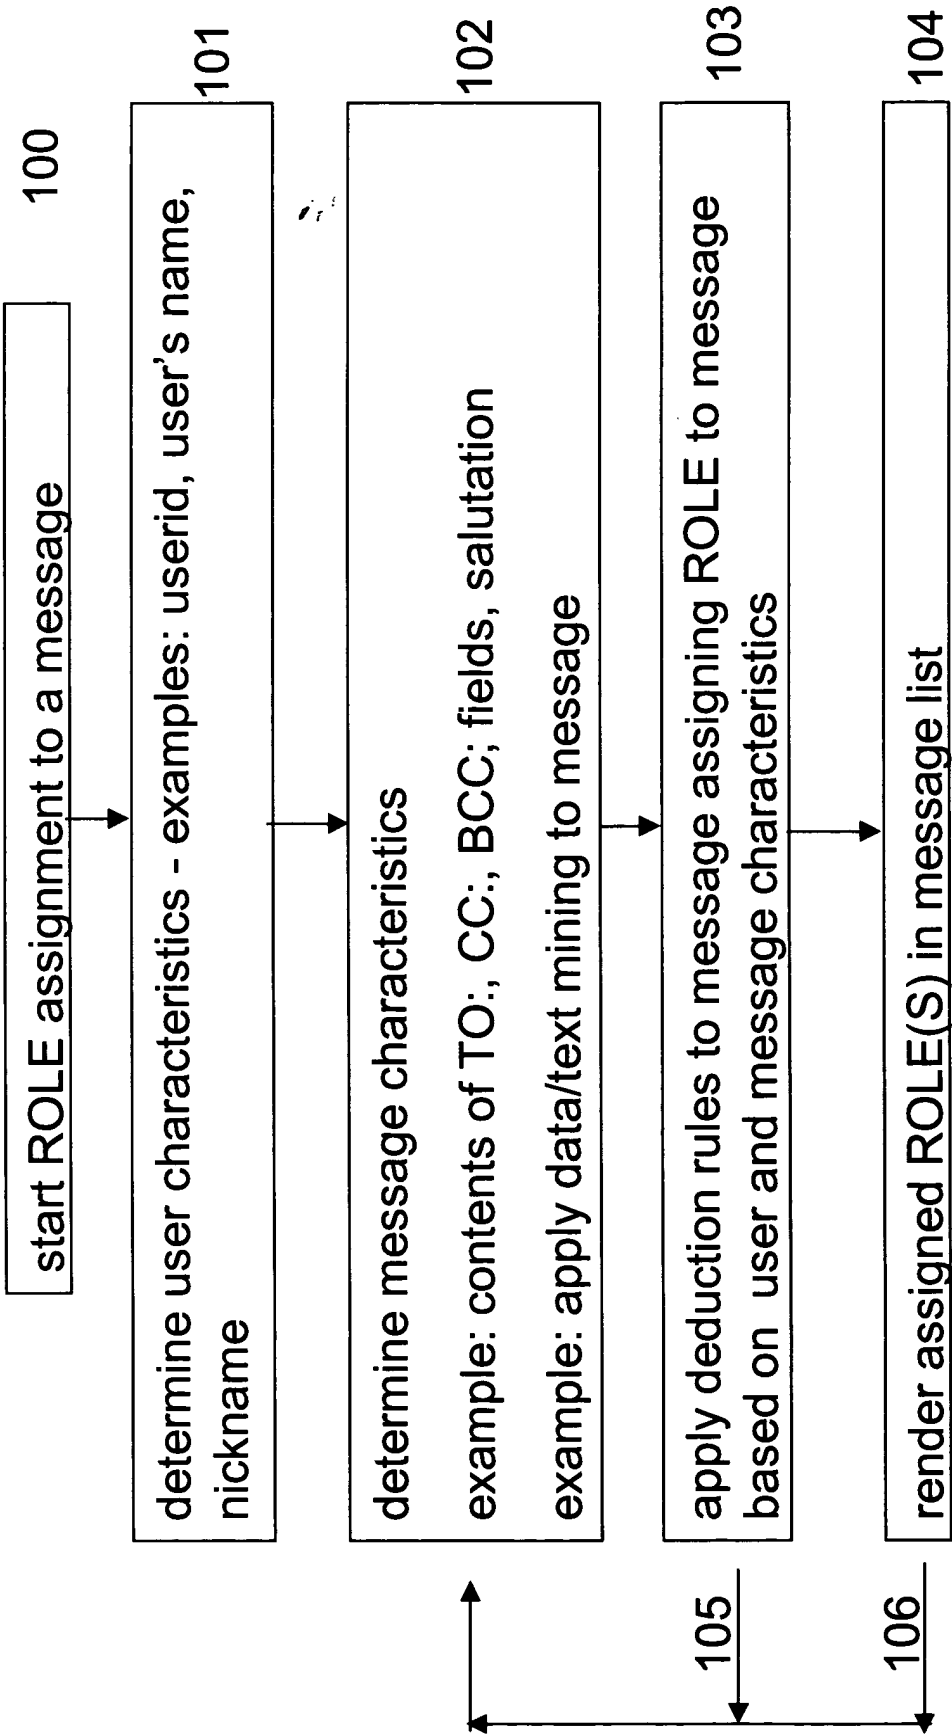 start ROLE assignment to a message
100
determine user characteristics - examples: userid, user's name,
nickname
101
determine message characteristics
example: contents of TO:, CC:, BCC; fields, salutation
example: apply data/text mining to message
102
apply deduction rules to message assigning ROLE to message
based on user and message characteristics
103
105
render assigned ROLE(S) in message list
104
106